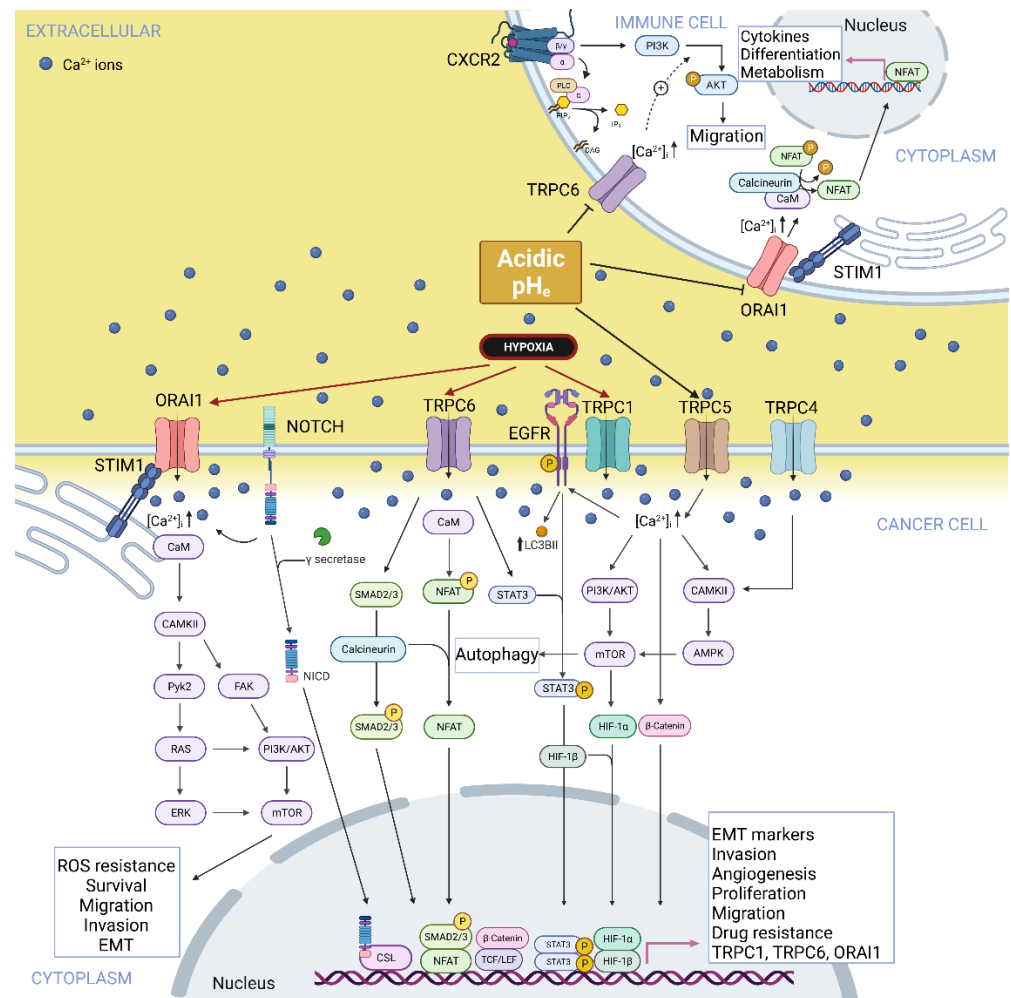 EXTRACELLULAR
Ca²⁺ ions
IMMUNE CELL
Nucleus
CXCR2
β/γ
α
PI3K
Cytokines
Differentiation
Metabolism
NFAT
PLC
α
PIP₂
IP₃
DAG
+
P
AKT
Migration
[Ca²⁺]ᵢ
TRPC6
CYTOPLASM
NFAT
P
P
Calcineurin
CaM
NFAT
[Ca²⁺]ᵢ
STIM1
ORAI1
Acidic
pHₑ
HYPOXIA
ORAI1
NOTCH
TRPC6
EGFR
TRPC1
TRPC5
TRPC4
STIM1
P
[Ca²⁺]ᵢ
CaM
CaM
[Ca²⁺]ᵢ
CANCER CELL
LC3BII
γ secretase
SMAD2/3
NFAT
P
STAT3
PI3K/AKT
CAMKII
CAMKII
Calcineurin
Autophagy
mTOR
AMPK
Pyk2
FAK
NICD
STAT3
P
SMAD2/3
P
NFAT
HIF-1α
β-Catenin
RAS
PI3K/AKT
HIF-1β
ERK
mTOR
ROS resistance
Survival
Migration
Invasion
EMT
EMT markers
Invasion
Angiogenesis
Proliferation
Migration
Drug resistance
TRPC1, TRPC6, ORAI1
CSL
P
SMAD2/3
NFAT
β-Catenin
TCF/LEF
STAT3
P
STAT3
P
HIF-1α
HIF-1β
CYTOPLASM
Nucleus